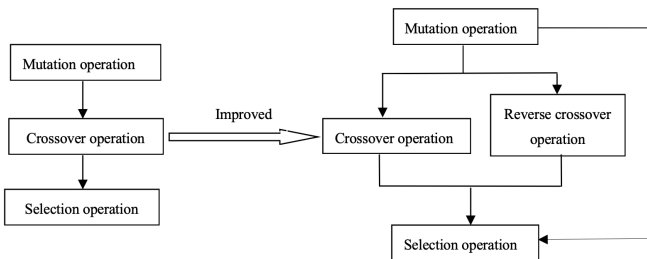 Mutation operation
Crossover operation
Selection operation
Improved
Mutation operation
Crossover operation
Reverse crossover
operation
Selection operation